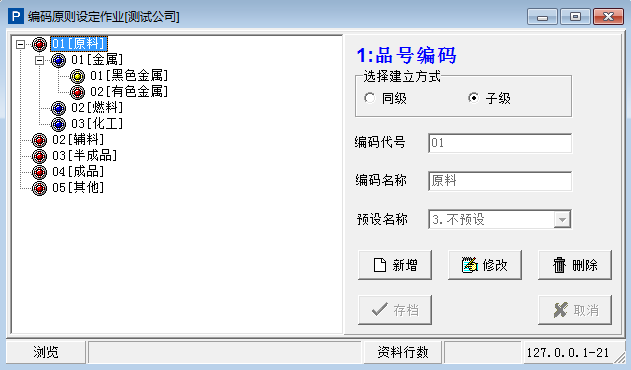 P 编码原则设定作业[测试公司]
01[原料]
01[金属]
01[黑色金属]
02[有色金属]
02[燃料]
03[化工]
02[辅料]
03[半成品]
04[成品]
05[其他]
1:品号编码
选择建立方式
同级 子级
编码代号 01
编码名称 原料
预设名称 3.不预设
新增 修改 删除
存档 取消
浏览 资料行数 127.0.0.1-21